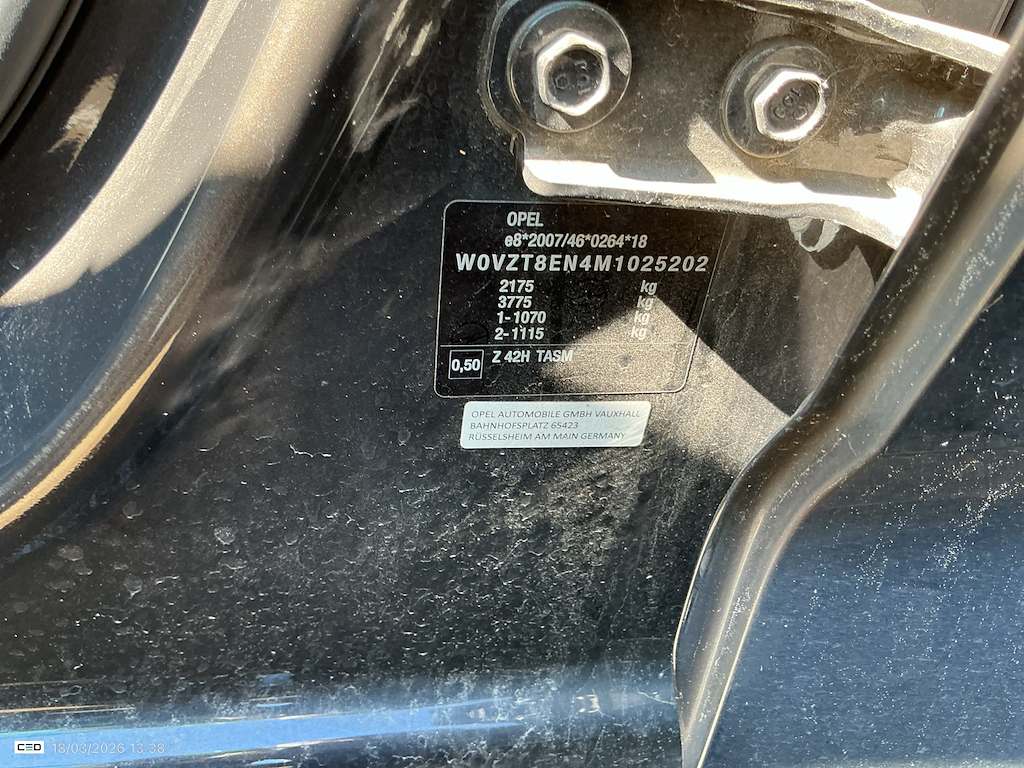 OPEL
e8*2007/46*0264*18
W0VZT8EN4M1025202
2175 kg
3775 kg
1-1070 kg
2-1115 kg
0,50 Z 42H TASM
OPEL AUTOMOBILE GMBH VAUXHALL
BAHNHOFSPLATZ 65423
RÜSSELSHEIM AM MAIN GERMANY
CEO 18/03/2026 13:38